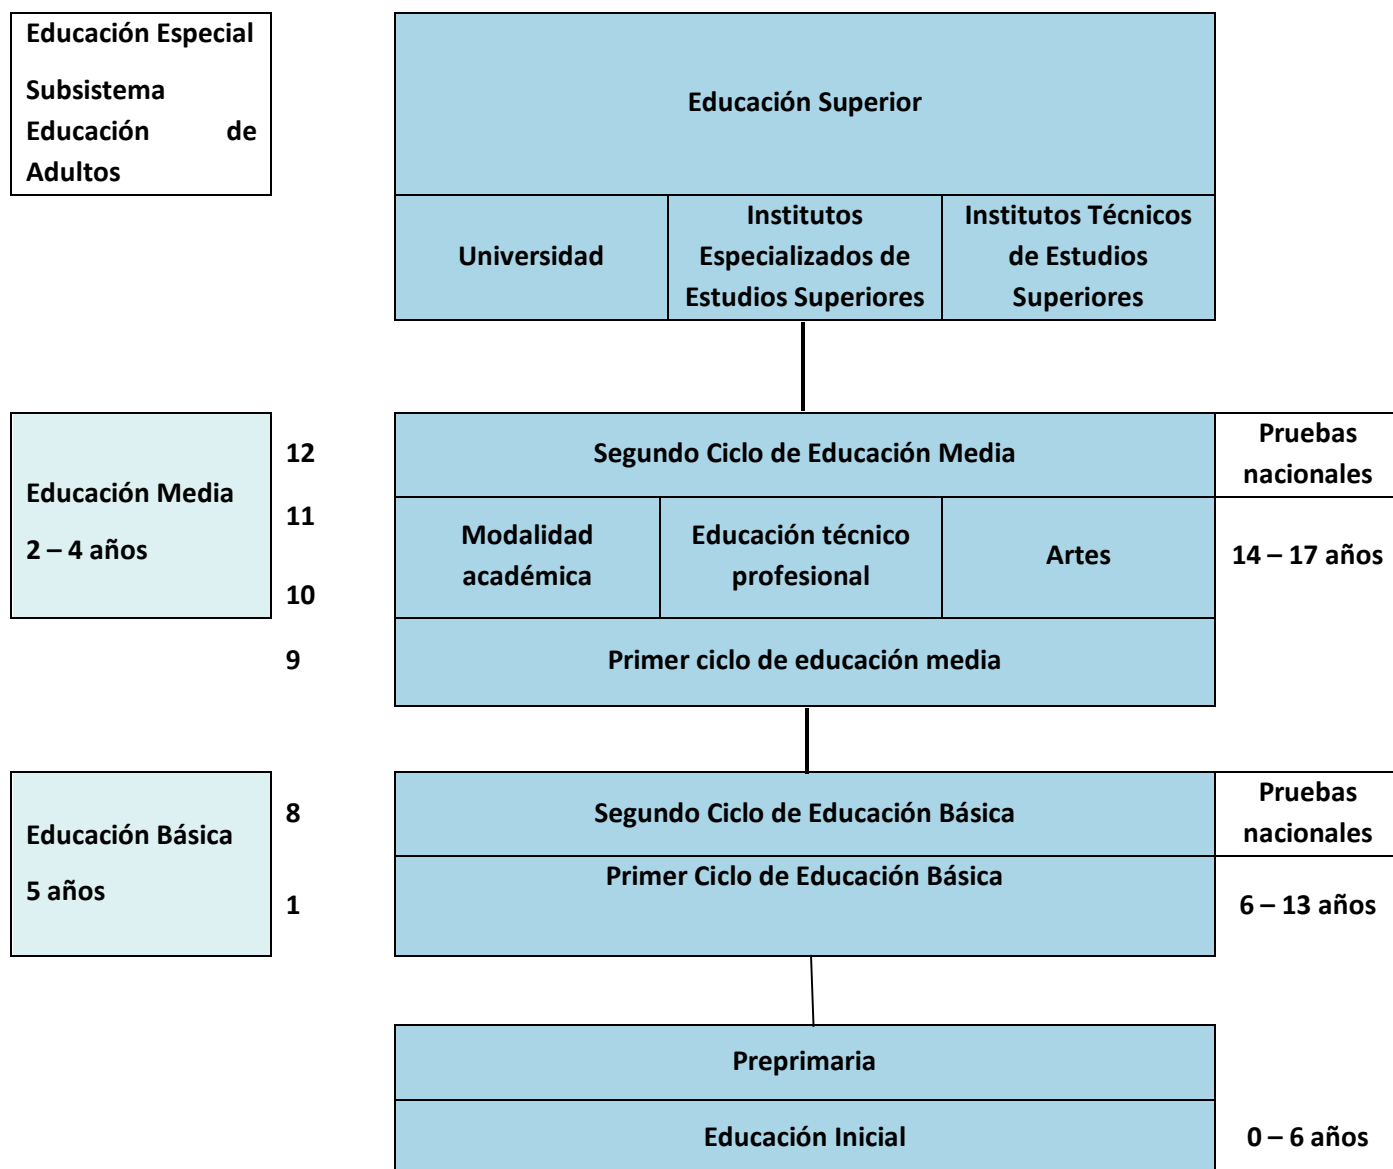 Educación Especial
Subsistema
Educación de
Adultos
Educación Superior
Universidad
Institutos
Especializados de
Estudios Superiores
Institutos Técnicos
de Estudios
Superiores
Educación Media
2 – 4 años
12
11
10
9
Segundo Ciclo de Educación Media
Pruebas
nacionales
Modalidad
académica
Educación técnico
profesional
Artes
14 – 17 años
Primer ciclo de educación media
Educación Básica
5 años
8
1
Segundo Ciclo de Educación Básica
Pruebas
nacionales
Primer Ciclo de Educación Básica
6 – 13 años
Preprimaria
Educación Inicial
0 – 6 años